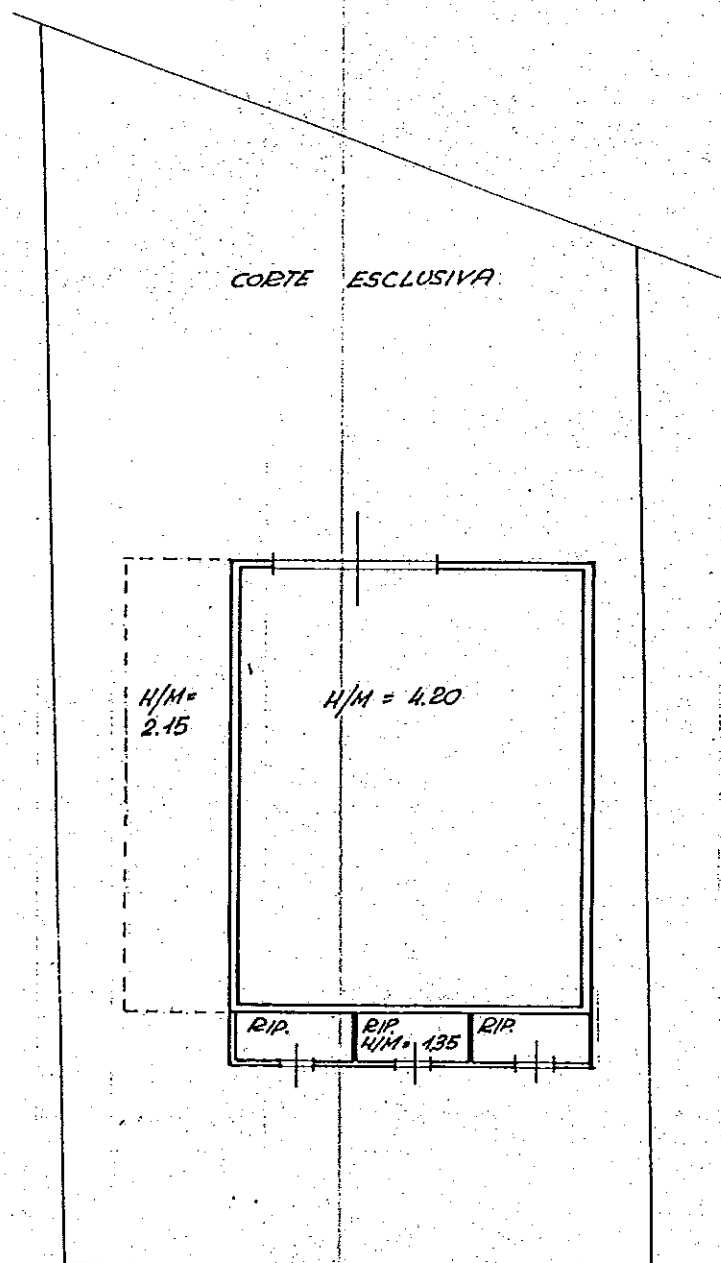 CORTE ESCLUSIVA
H/M=
2.15
H/M = 4.20
RIP.
RIP.
H/M= 1.35
RIP.